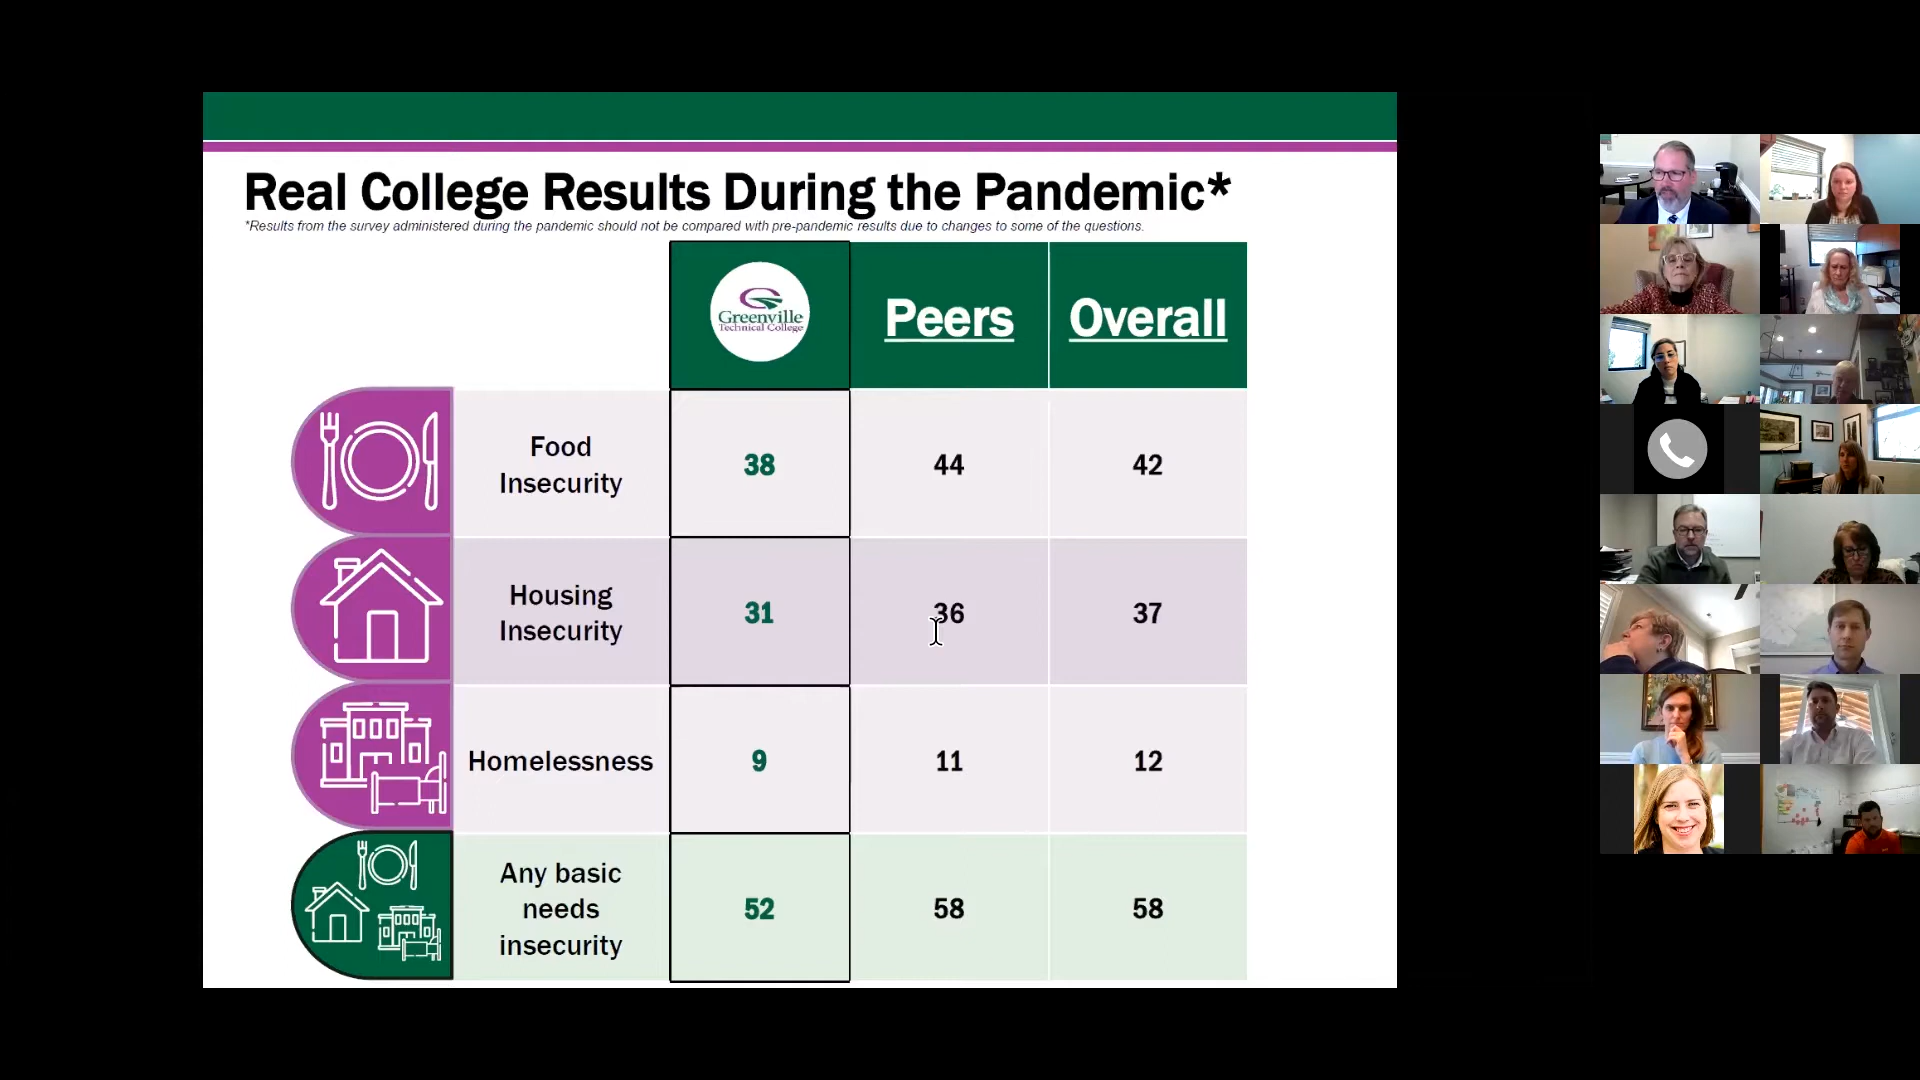 Real College Results During the Pandemic*
*Results from the survey administered during the pandemic should not be compared with pre-pandemic results due to changes to some of the questions.
Greenville
Technical College
Peers
Overall
Food
Insecurity
38
44
42
Housing
Insecurity
31
36
37
Homelessness
9
11
12
Any basic
needs
insecurity
52
58
58